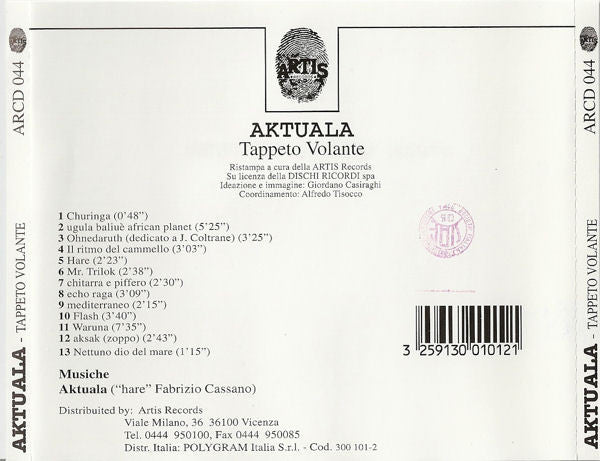 ARTIS
AKTUALA
Tappeto Volante
Ristampa a cura della ARTIS Records
Su licenza della DISCHI RICORDI spa
Ideazione e immagine: Giordano Casiraghi
Coordinamento: Alfredo Tisocco
1 Churinga (0'48")
2 ugula baliuè african planet (5'25")
3 Ohnedaruth (dedicato a J. Coltrane) (3'25")
4 Il ritmo del cammello (3'03")
5 Hare (2'23")
6 Mr. Trilok (2'38")
7 chitarra e piffero (2'30")
8 echo raga (3'09")
9 mediterraneo (2'15")
10 Flash (3'40")
11 Waruna (7'35")
12 aksak (zoppo) (2'43")
13 Nettuno dio del mare (1'15")
Musiche
Aktuala ("hare" Fabrizio Cassano)
Distributed by: Artis Records
Viale Milano, 36 36100 Vicenza
Tel. 0444 950100, Fax 0444 950085
Distr. Italia: POLYGRAM Italia S.r.l. - Cod. 300 101-2
3 259130 010121
AKTUALA - TAPPETO VOLANTE
ARCD 044
AKTUALA - TAPPETO VOLANTE
ARCD 044